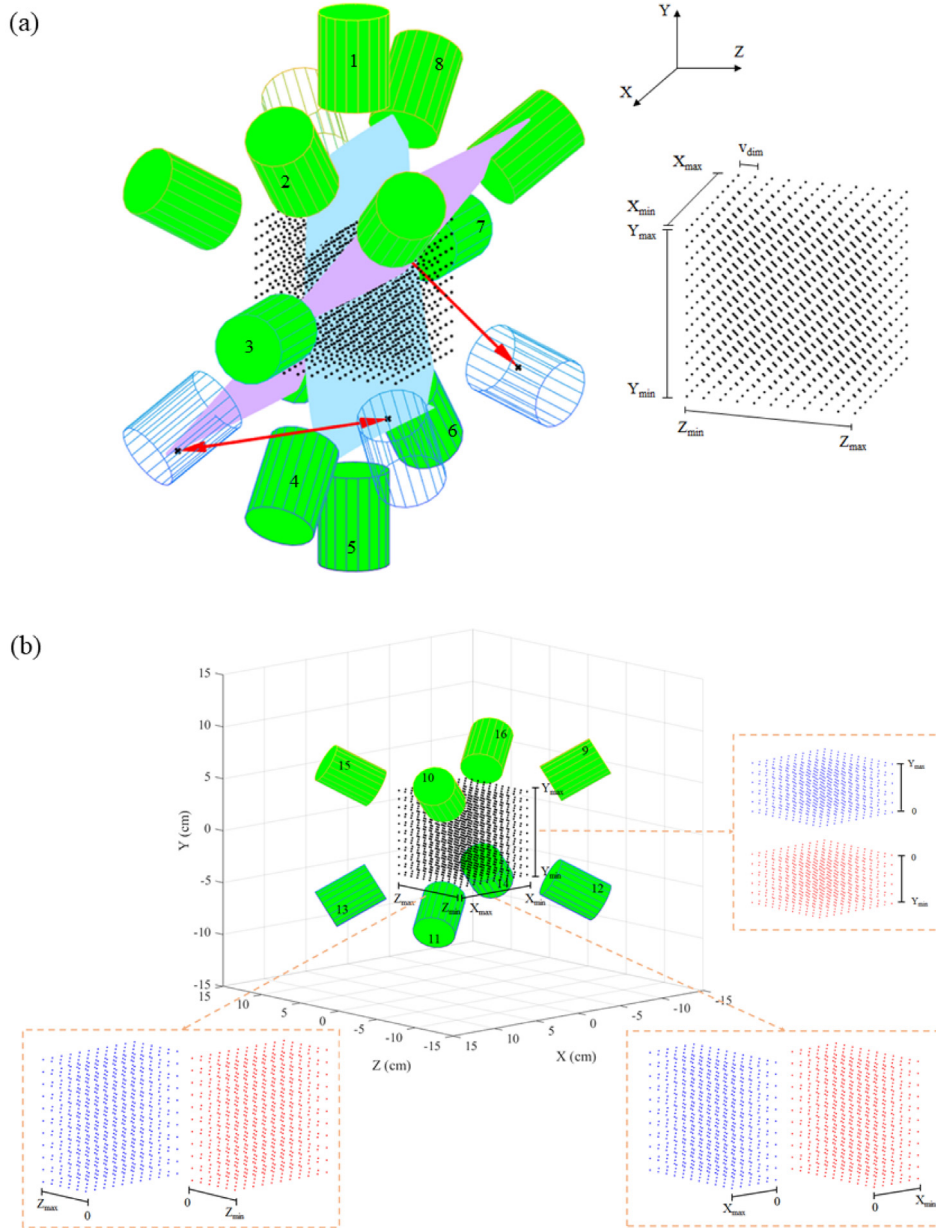 (a)
1
8
2
7
3
6
4
5
Y
Z
X
v_dim
X_max
X_min
Y_max
Y_min
Z_min
Z_max
(b)
15
10
5
0
-5
-10
-15
Y (cm)
15
10
5
0
-5
-10
-15
Z (cm)
15
10
5
0
-5
-10
-15
X (cm)
16
9
15
10
Y_max
Y_min
14
12
13
11
Z_max
Z_min
X_max
X_min
Y_max
0
0
Y_min
Z_max
0
0
Z_min
X_max
0
0
X_min